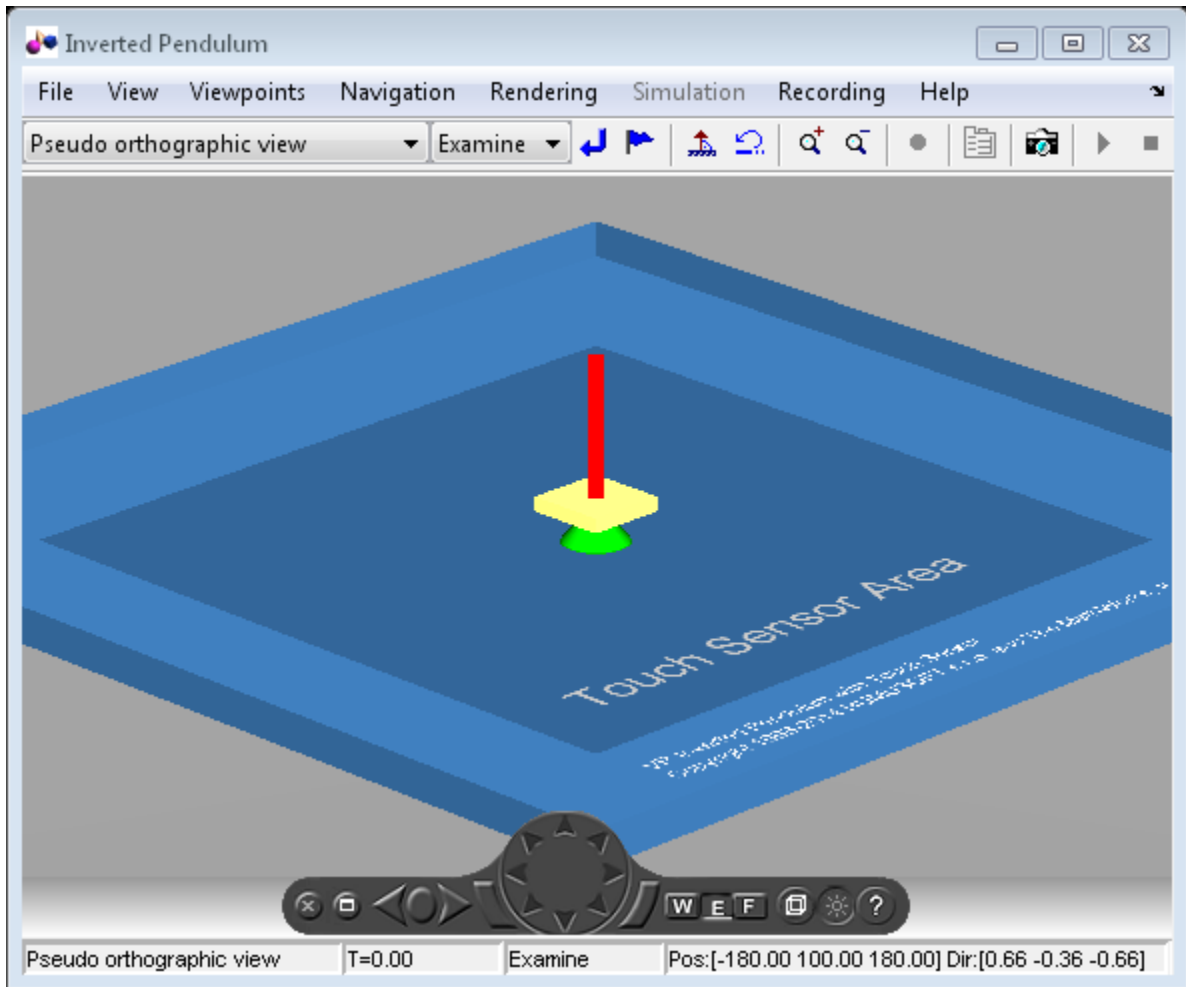 Inverted Pendulum
File View Viewpoints Navigation Rendering Simulation Recording Help
Pseudo orthographic view Examine
Touch Sensor Area
W E F ?
Pseudo orthographic view T=0.00 Examine Pos:[-180.00 100.00 180.00] Dir:[0.66 -0.36 -0.66]